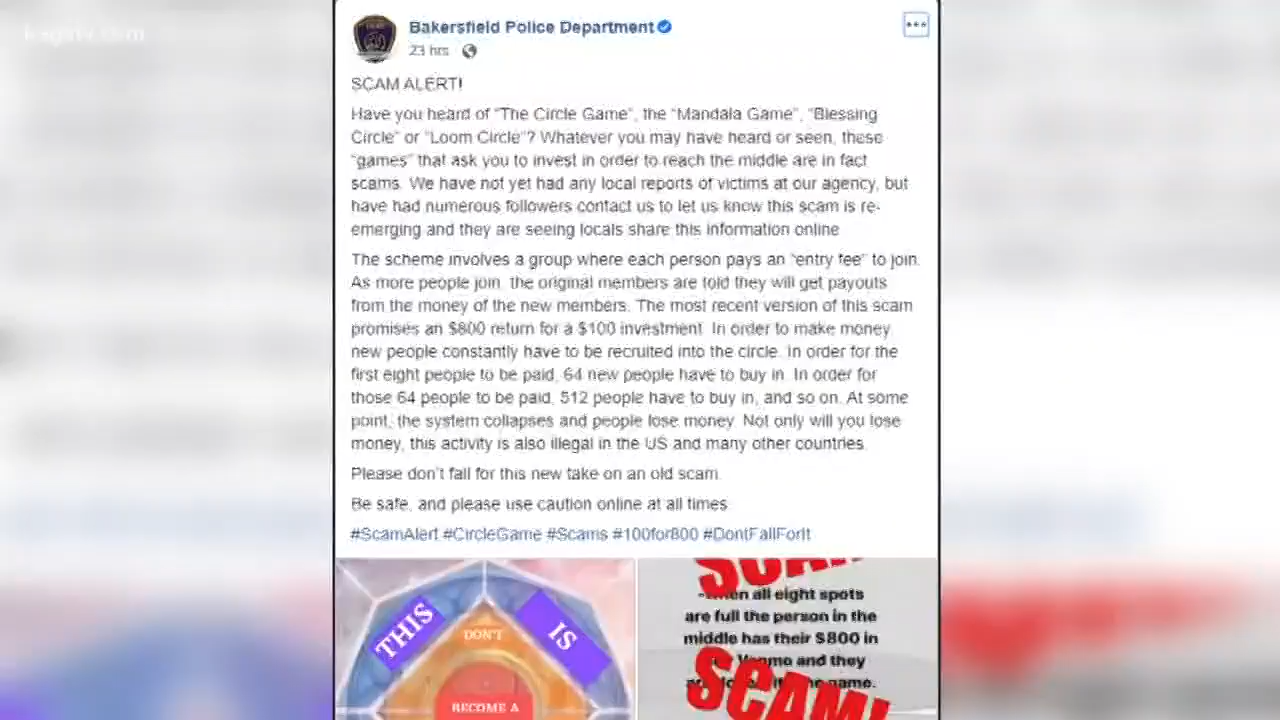 Bakersfield Police Department
23 hrs
SCAM ALERT!
Have you heard of "The Circle Game", the "Mandala Game", "Blessing
Circle" or "Loom Circle"? Whatever you may have heard or seen, these
"games" that ask you to invest in order to reach the middle are in fact
scams. We have not yet had any local reports of victims at our agency, but
have had numerous followers contact us to let us know this scam is re-
emerging and they are seeing locals share this information online
The scheme involves a group where each person pays an "entry fee" to join.
As more people join, the original members are told they will get payouts
from the money of the new members. The most recent version of this scam
promises an $800 return for a $100 investment. In order to make money,
new people constantly have to be recruited into the circle. In order for the
first eight people to be paid, 64 new people have to buy in. In order for
those 64 people to be paid, 512 people have to buy in, and so on. At some
point, the system collapses and people lose money. Not only will you lose
money, this activity is also illegal in the US and many other countries.
Please don't fall for this new take on an old scam.
Be safe, and please use caution online at all times.
#ScamAlert #CircleGame #Scams #100for800 #DontFallForIt
THIS
DON'T
IS
BECOME A
SCAM!
all eight spots
are full the person in the
middle has their $800 in
Venmo and they
game.
SCAM!